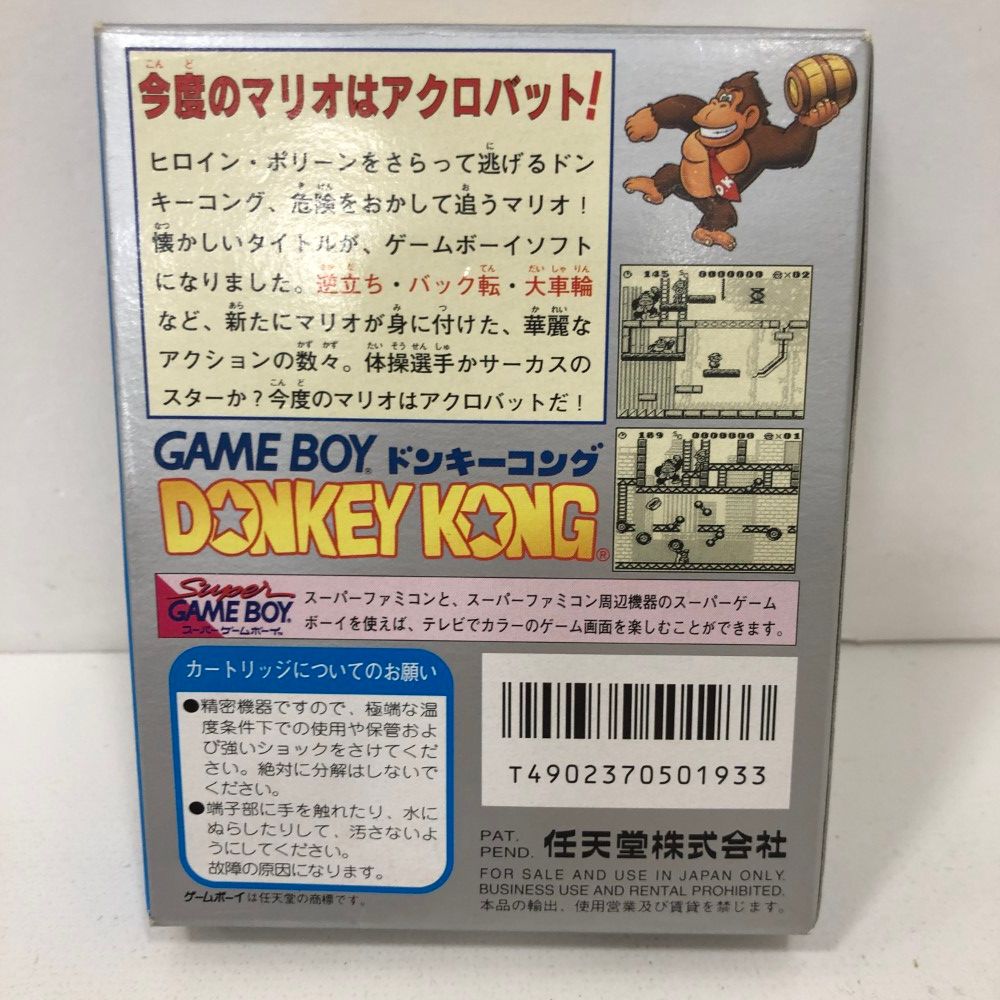 今度のマリオはアクロバット!
ヒロイン・ポリーンをさらって逃げるドン
キーコング、危険をおかして追うマリオ!
懐かしいタイトルが、ゲームボーイソフト
になりました。逆立ち・バック転・大車輪
など、新たにマリオが身に付けた、華麗な
アクションの数々。体操選手かサーカスの
スターか?今度のマリオはアクロバットだ!
DK
145 0000000 ×02
189 0000000 ×01
GAME BOY ドンキーコング
DONKEY KONG®
Super
GAME BOY
スーパーゲームボーイ
スーパーファミコンと、スーパーファミコン周辺機器のスーパーゲーム
ボーイを使えば、テレビでカラーのゲーム画面を楽しむことができます。
カートリッジについてのお願い
●精密機器ですので、極端な温
度条件下での使用や保管およ
び強いショックをさけてくだ
さい。絶対に分解はしないで
ください。
●端子部に手を触れたり、水に
ぬらしたりして、汚さないよ
うにしてください。
故障の原因になります。
ゲームボーイは任天堂の商標です。
T4902370501933
PAT.
PEND. 任天堂株式会社
FOR SALE AND USE IN JAPAN ONLY.
BUSINESS USE AND RENTAL PROHIBITED.
本品の輸出、使用営業及び賃貸を禁じます。